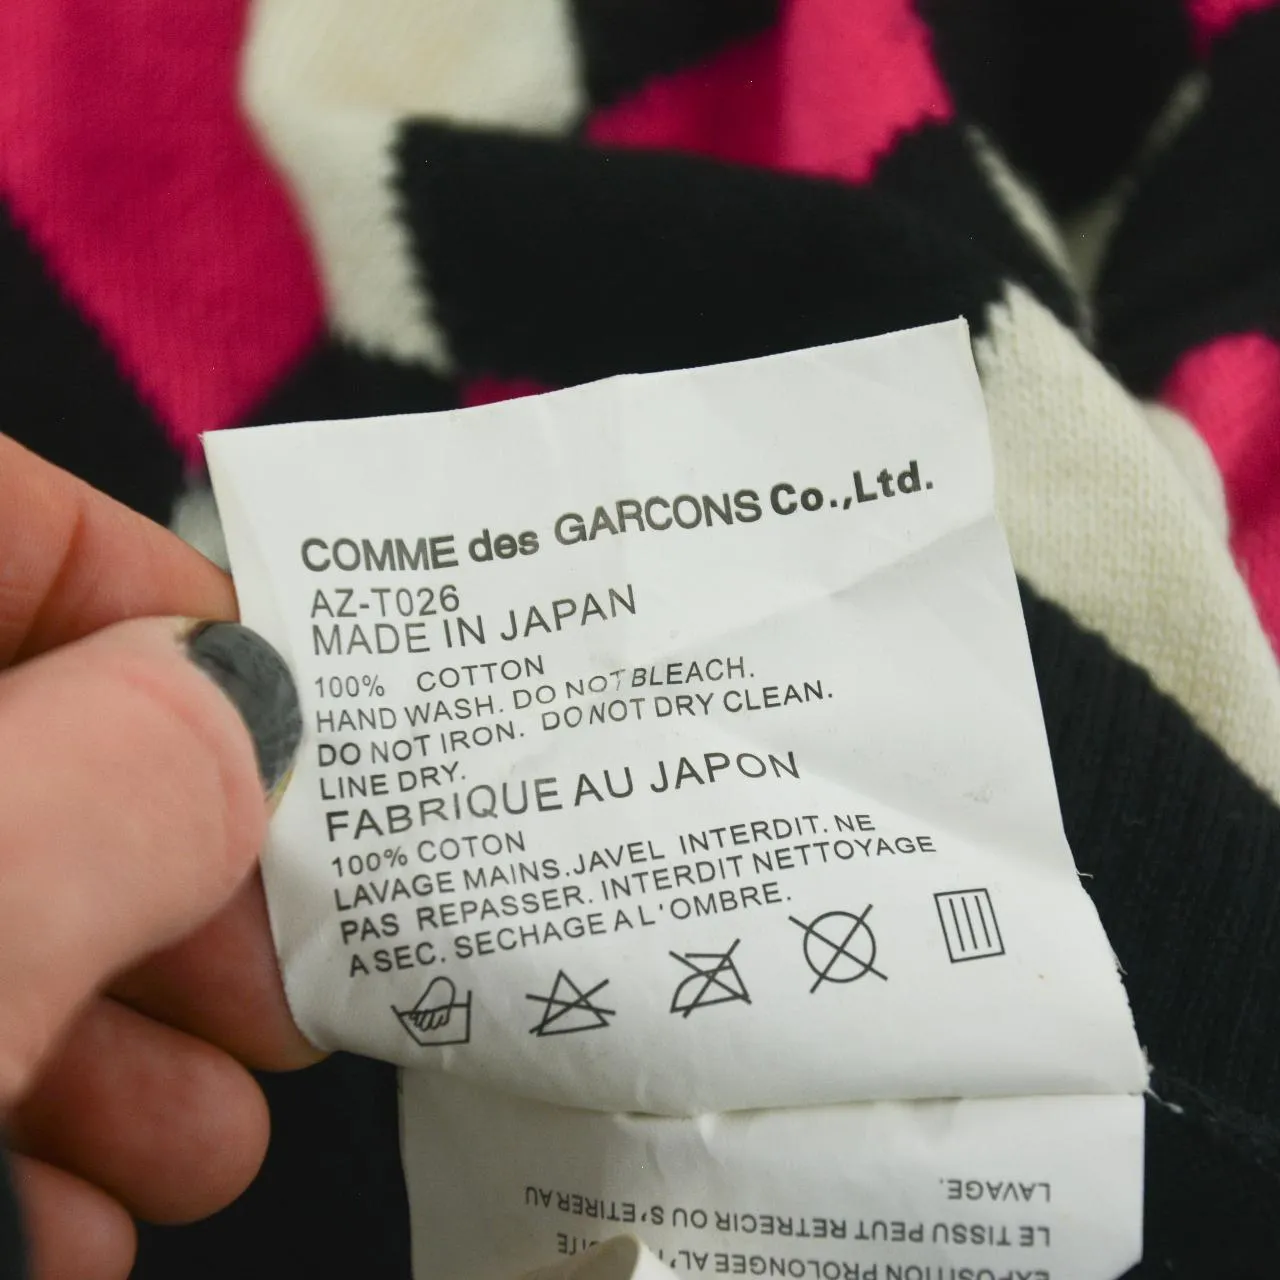 COMME des GARCONS Co.,Ltd.
AZ-T026
MADE IN JAPAN
100% COTTON
HAND WASH. DO NOT BLEACH.
DO NOT IRON. DO NOT DRY CLEAN.
LINE DRY.
FABRIQUE AU JAPON
100% COTON
LAVAGE MAINS.JAVEL INTERDIT. NE
PAS REPASSER. INTERDIT NETTOYAGE
A SEC. SECHAGE A L'OMBRE.
EXPOSITION PROLONGEE A L'
LE TISSU PEUT RETRECIR OU S'ETIRER AU
LAVAGE.